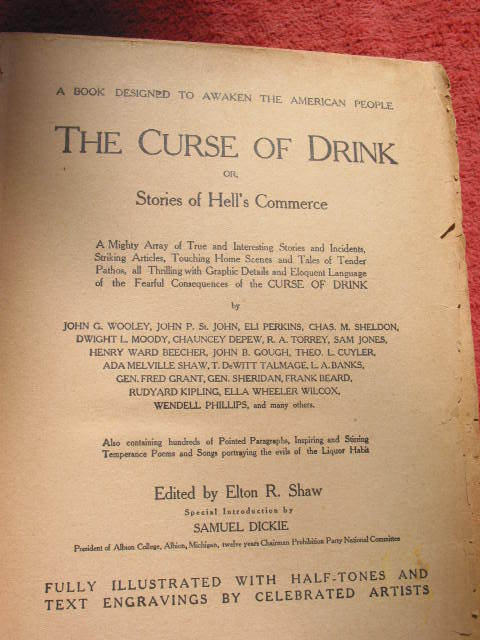 A BOOK DESIGNED TO AWAKEN THE AMERICAN PEOPLE
THE CURSE OF DRINK
OR,
Stories of Hell's Commerce
A Mighty Array of True and Interesting Stories and Incidents,
Striking Articles, Touching Home Scenes and Tales of Tender
Pathos, all Thrilling with Graphic Details and Eloquent Language
of the Fearful Consequences of the CURSE OF DRINK
by
JOHN G. WOOLEY, JOHN P. St. JOHN, ELI PERKINS, CHAS. M. SHELDON,
DWIGHT L. MOODY, CHAUNCEY DEPEW, R. A. TORREY, SAM JONES,
HENRY WARD BEECHER, JOHN B. GOUGH, THEO. L. CUYLER,
ADA MELVILLE SHAW, T. DeWITT TALMAGE, L. A. BANKS,
GEN. FRED GRANT, GEN. SHERIDAN, FRANK BEARD,
RUDYARD KIPLING, ELLA WHEELER WILCOX,
WENDELL PHILLIPS, and many others.
Also containing hundreds of Pointed Paragraphs, Inspiring and Stirring
Temperance Poems and Songs portraying the evils of the Liquor Habit
Edited by Elton R. Shaw
Special Introduction by
SAMUEL DICKIE
President of Albion College, Albion, Michigan, twelve years Chairman Prohibition Party National Committee
FULLY ILLUSTRATED WITH HALF-TONES AND
TEXT ENGRAVINGS BY CELEBRATED ARTISTS